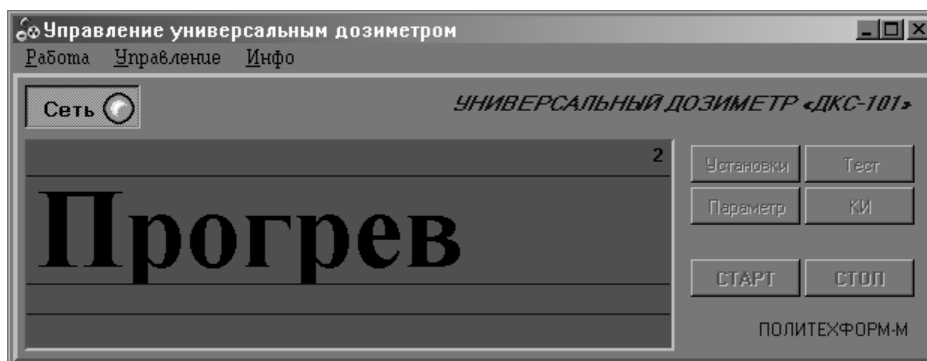 Управление универсальным дозиметром
Работа Управление Инфо
Сеть УНИВЕРСАЛЬНЫЙ ДОЗИМЕТР «ДКС-101»
2
Прогрев
Установки Тест
Параметр КИ
СТАРТ СТОП
ПОЛИТЕХФОРМ-М